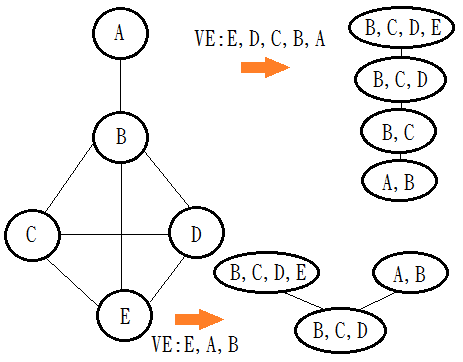 A
VE:E, D, C, B, A
B, C, D, E
B, C, D
B
B, C
A, B
C
D
B, C, D, E
A, B
E
B, C, D
VE:E, A, B